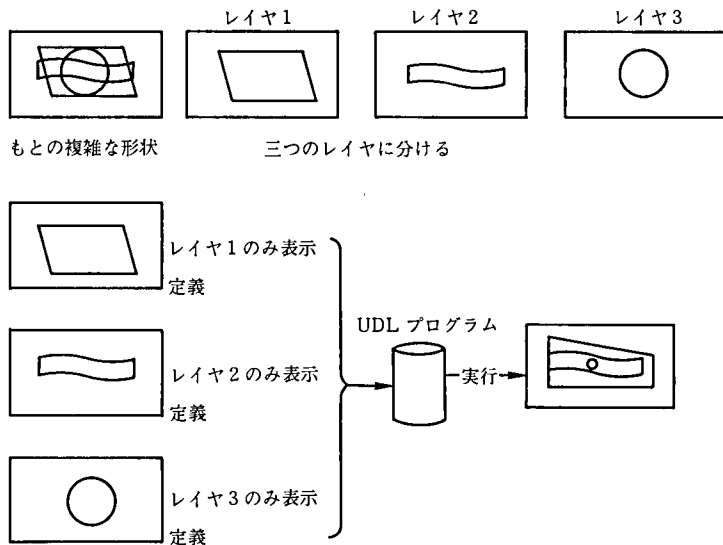 レイヤ1
レイヤ2
レイヤ3
もとの複雑な形状
三つのレイヤに分ける
レイヤ1のみ表示
定義
UDL プログラム
レイヤ2のみ表示
定義
実行
レイヤ3のみ表示
定義